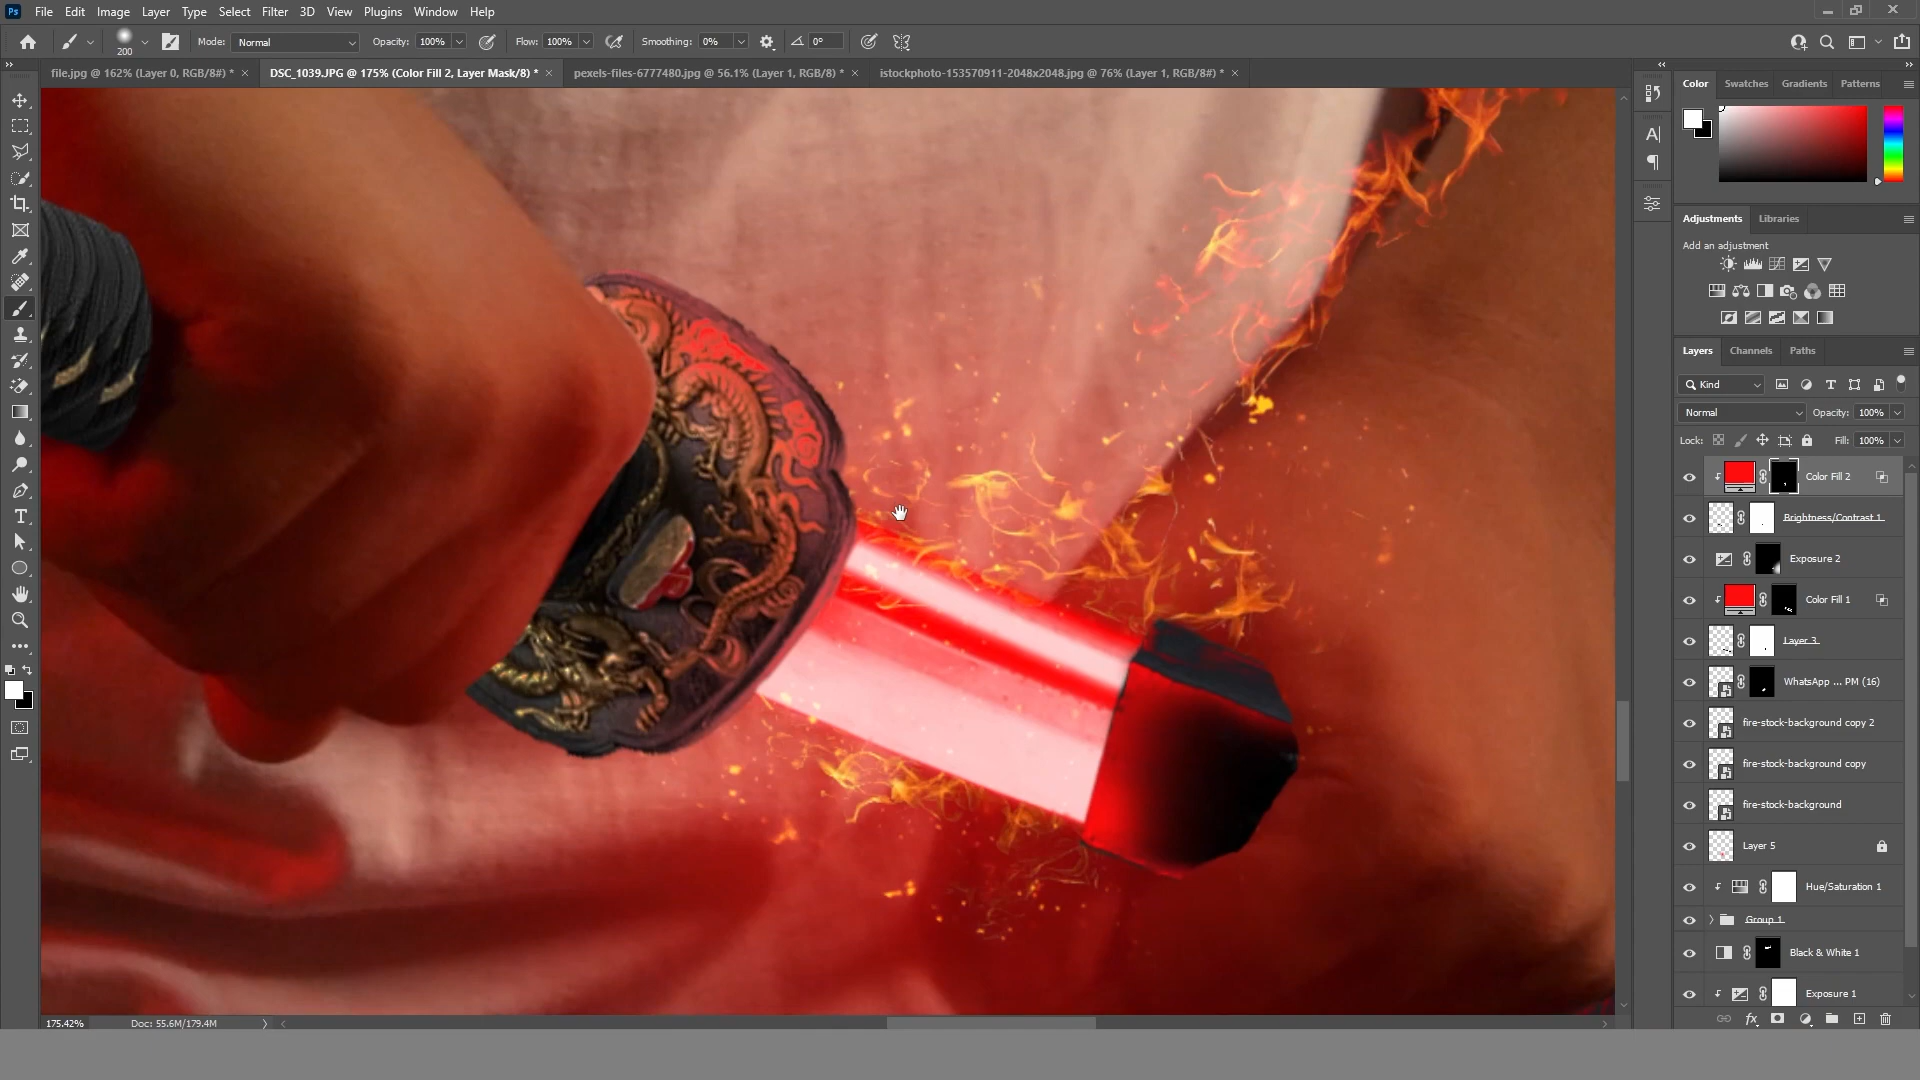 Ps File Edit Image Layer Type Select Filter 3D View Plugins Window Help
200 Mode: Normal Opacity: 100% Flow: 100% Smoothing: 0% 0°
file.jpg @ 162% (Layer 0, RGB/8#) * ×
DSC_1039.JPG @ 175% (Color Fill 2, Layer Mask/8) * ×
pexels-files-6777480.jpg @ 56.1% (Layer 1, RGB/8) * ×
istockphoto-153570911-2048x2048.jpg @ 76% (Layer 1, RGB/8#) * ×
Color Swatches Gradients Patterns
Adjustments Libraries
Add an adjustment
Layers Channels Paths
Kind
Normal Opacity: 100%
Lock: Fill: 100%
Color Fill 2
Brightness/Contrast 1
Exposure 2
Color Fill 1
Layer 3
WhatsApp ... PM (16)
fire-stock-background copy 2
fire-stock-background copy
fire-stock-background
Layer 5
Hue/Saturation 1
Group 1
Black & White 1
Exposure 1
175.42% Doc: 55.6M/179.4M